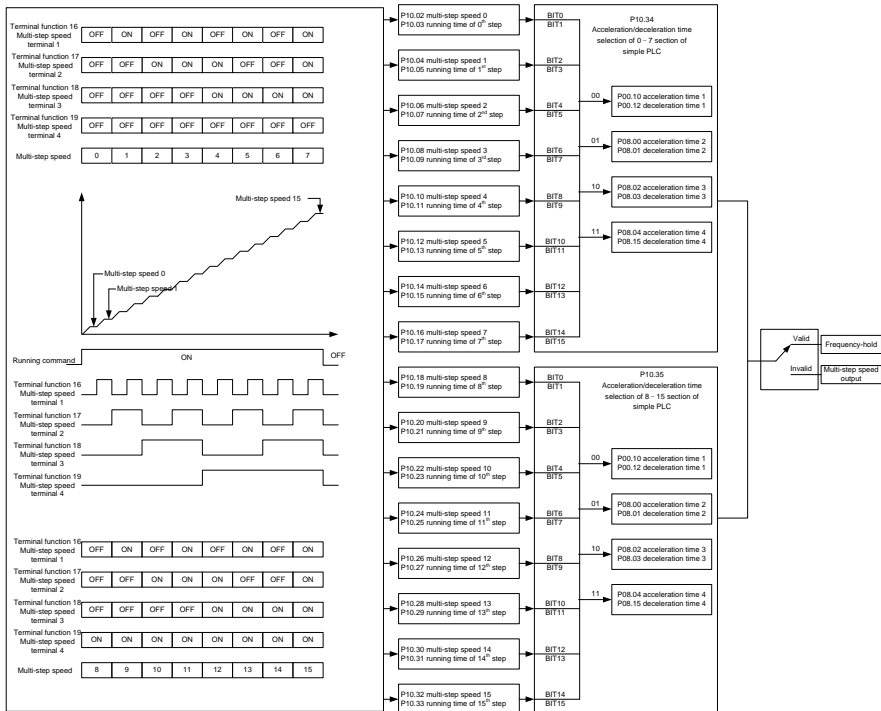 Terminal function 16
Multi-step speed
terminal 1
OFF ON OFF ON OFF ON OFF ON
Terminal function 17
Multi-step speed
terminal 2
OFF OFF ON ON OFF OFF ON ON
Terminal function 18
Multi-step speed
terminal 3
OFF OFF OFF OFF ON ON ON ON
Terminal function 19
Multi-step speed
terminal 4
OFF OFF OFF OFF OFF OFF OFF OFF
Multi-step speed
0 1 2 3 4 5 6 7
Multi-step speed 15
Multi-step speed 0
Multi-step speed 1
Running command
ON
OFF
Terminal function 16
Multi-step speed
terminal 1
Terminal function 17
Multi-step speed
terminal 2
Terminal function 18
Multi-step speed
terminal 3
Terminal function 19
Multi-step speed
terminal 4
Terminal function 16
Multi-step speed
terminal 1
OFF ON OFF ON OFF ON OFF ON
Terminal function 17
Multi-step speed
terminal 2
OFF OFF ON ON OFF OFF ON ON
Terminal function 18
Multi-step speed
terminal 3
OFF OFF OFF OFF ON ON ON ON
Terminal function 19
Multi-step speed
terminal 4
ON ON ON ON ON ON ON ON
Multi-step speed
8 9 10 11 12 13 14 15
P10.02 multi-step speed 0
P10.03 running time of 0th step
P10.04 multi-step speed 1
P10.05 running time of 1st step
P10.06 multi-step speed 2
P10.07 running time of 2nd step
P10.08 multi-step speed 3
P10.09 running time of 3rd step
P10.10 multi-step speed 4
P10.11 running time of 4th step
P10.12 multi-step speed 5
P10.13 running time of 5th step
P10.14 multi-step speed 6
P10.15 running time of 6th step
P10.16 multi-step speed 7
P10.17 running time of 7th step
P10.18 multi-step speed 8
P10.19 running time of 8th step
P10.20 multi-step speed 9
P10.21 running time of 9th step
P10.22 multi-step speed 10
P10.23 running time of 10th step
P10.24 multi-step speed 11
P10.25 running time of 11th step
P10.26 multi-step speed 12
P10.27 running time of 12th step
P10.28 multi-step speed 13
P10.29 running time of 13th step
P10.30 multi-step speed 14
P10.31 running time of 14th step
P10.32 multi-step speed 15
P10.33 running time of 15th step
BIT0
BIT1
BIT2
BIT3
BIT4
BIT5
BIT6
BIT7
BIT8
BIT9
BIT10
BIT11
BIT12
BIT13
BIT14
BIT15
P10.34
Acceleration/deceleration time
selection of 0 - 7 section of
simple PLC
00
P00.10 acceleration time 1
P00.12 deceleration time 1
01
P08.00 acceleration time 2
P08.01 deceleration time 2
10
P08.02 acceleration time 3
P08.03 deceleration time 3
11
P08.04 acceleration time 4
P08.15 deceleration time 4
BIT0
BIT1
BIT2
BIT3
BIT4
BIT5
BIT6
BIT7
BIT8
BIT9
BIT10
BIT11
BIT12
BIT13
BIT14
BIT15
P10.35
Acceleration/deceleration time
selection of 8 - 15 section of
simple PLC
00
P00.10 acceleration time 1
P00.12 deceleration time 1
01
P08.00 acceleration time 2
P08.01 deceleration time 2
10
P08.02 acceleration time 3
P08.03 deceleration time 3
11
P08.04 acceleration time 4
P08.15 deceleration time 4
Valid
Frequency-hold
Invalid
Multi-step speed
output